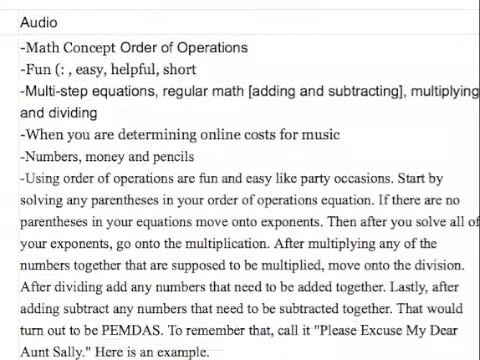 Audio
-Math Concept Order of Operations
-Fun (: , easy, helpful, short
-Multi-step equations, regular math [adding and subtracting], multiplying
and dividing
-When you are determining online costs for music
-Numbers, money and pencils
-Using order of operations are fun and easy like party occasions. Start by
solving any parentheses in your order of operations equation. If there are no
parentheses in your equations move onto exponents. Then after you solve all of
your exponents, go onto the multiplication. After multiplying any of the
numbers together that are supposed to be multiplied, move onto the division.
After dividing add any numbers that need to be added together. Lastly, after
adding subtract any numbers that need to be subtracted together. That would
turn out to be PEMDAS. To remember that, call it "Please Excuse My Dear
Aunt Sally." Here is an example.